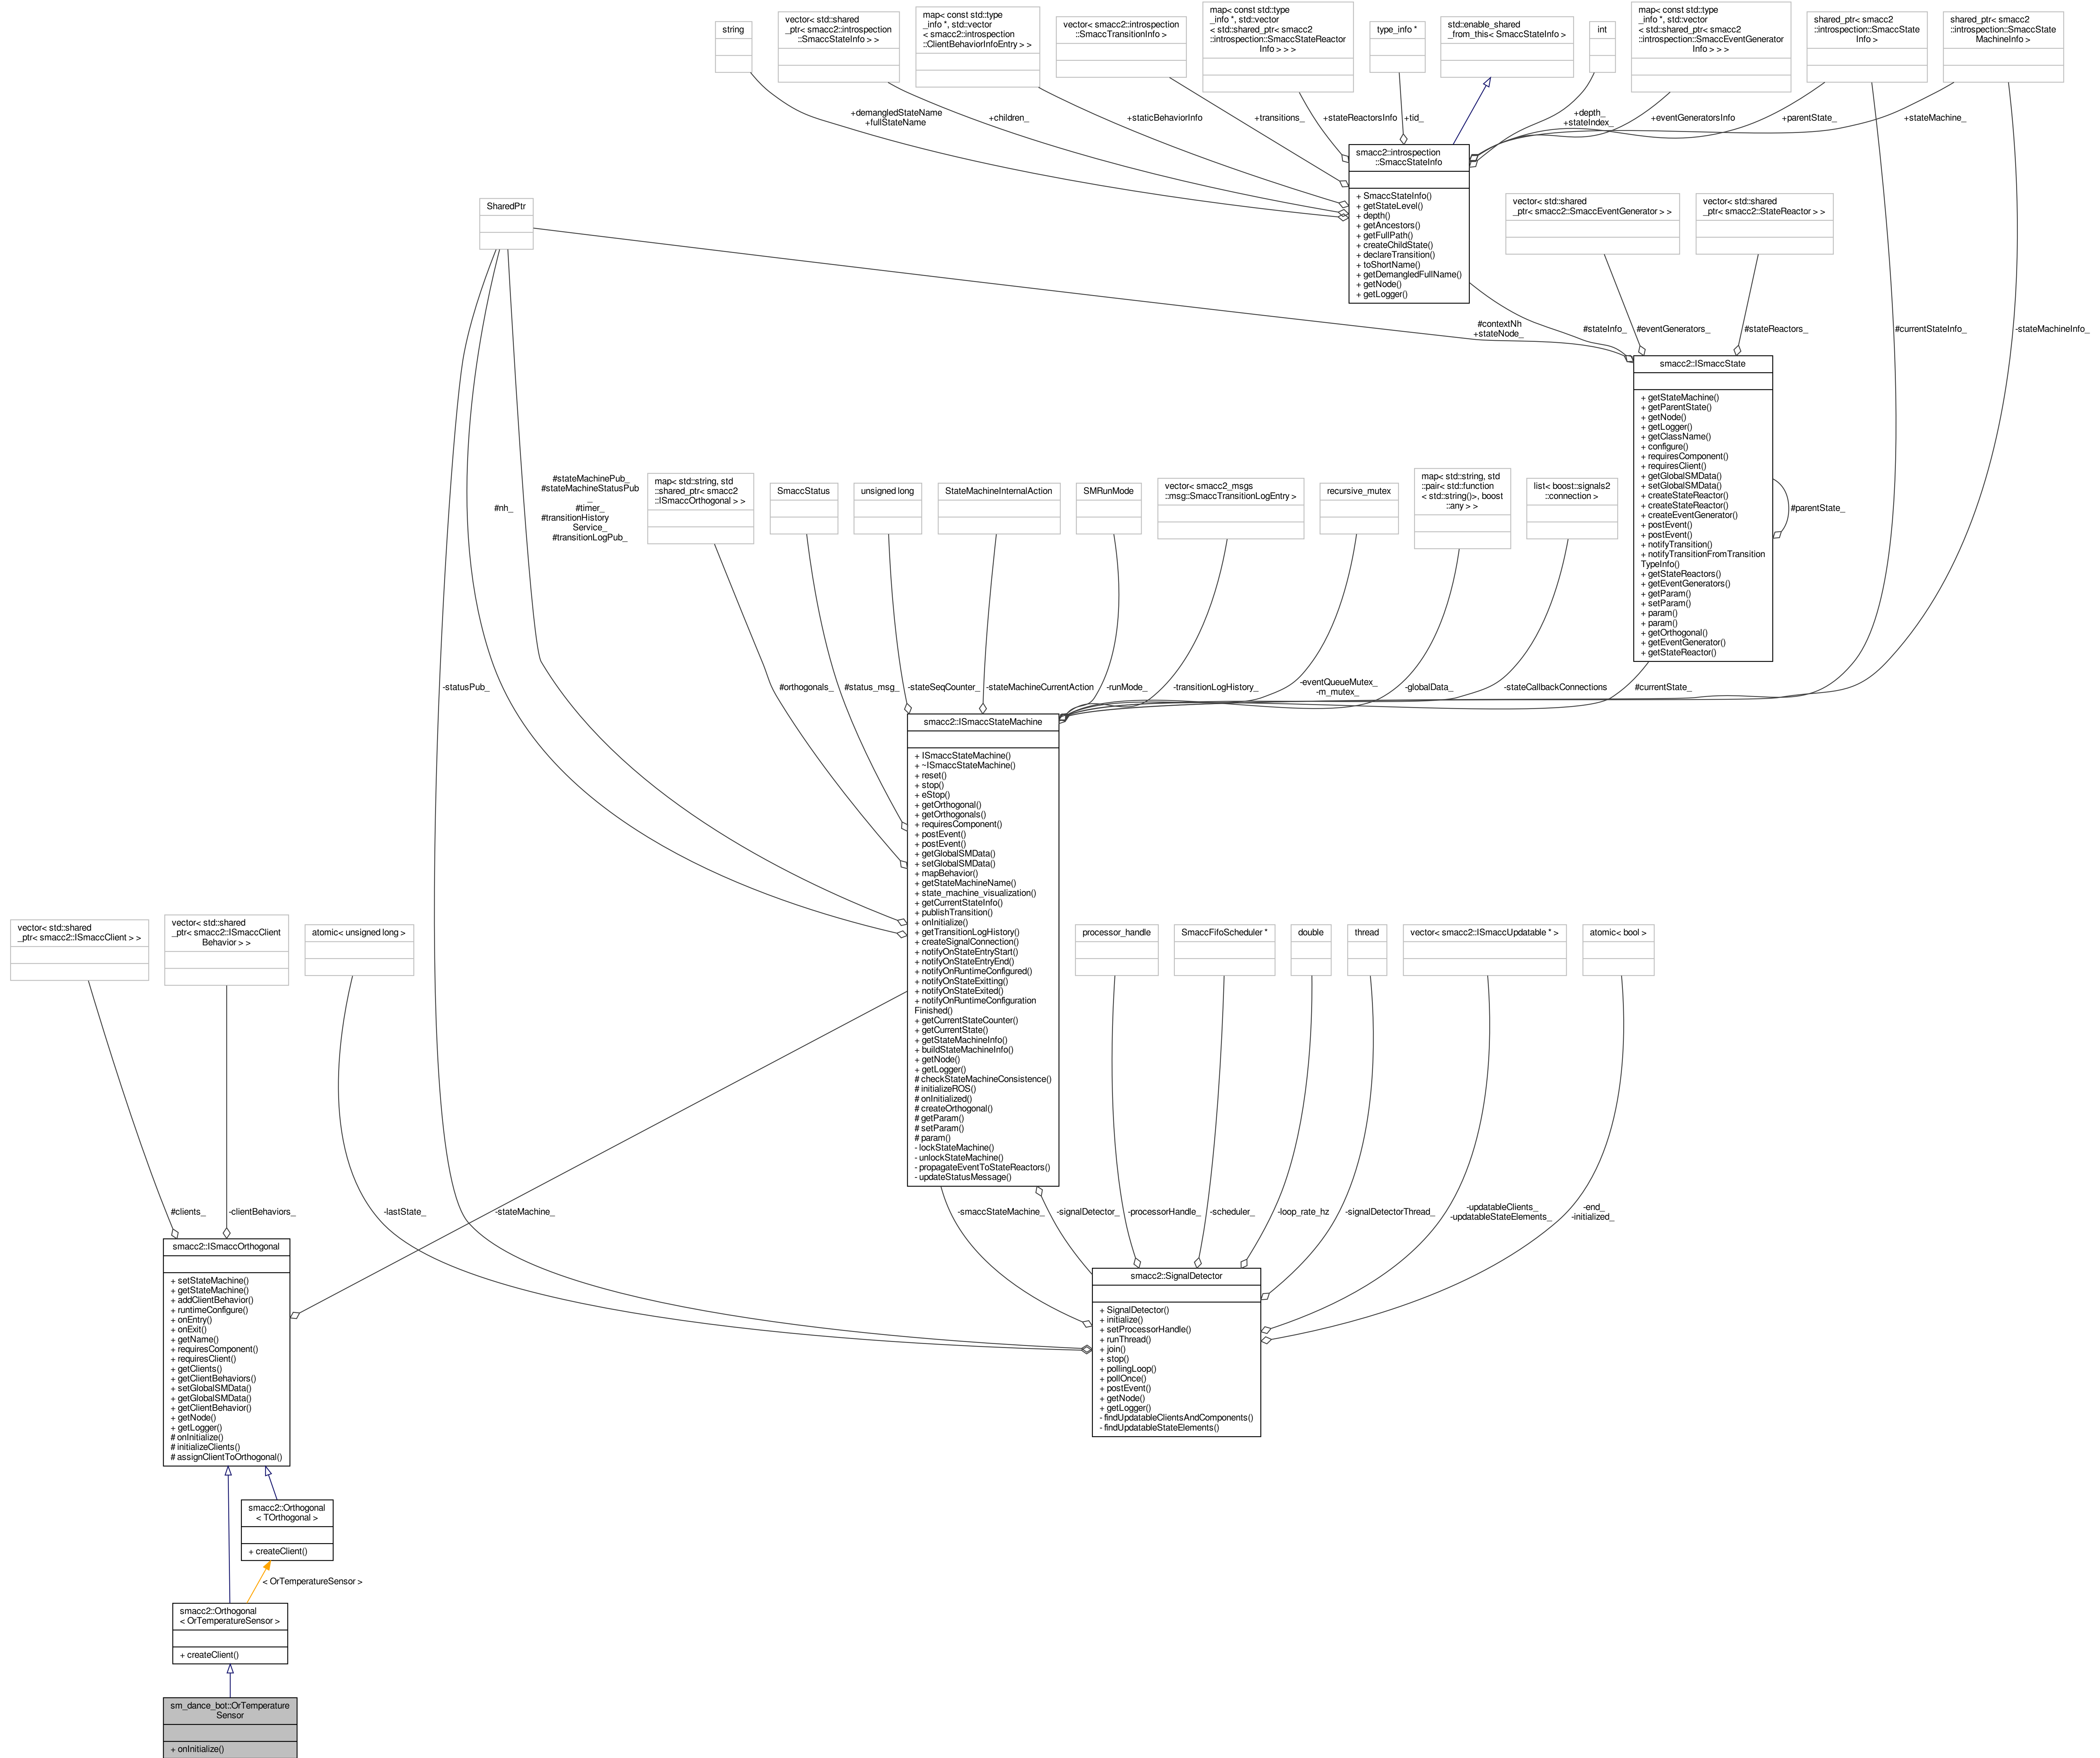 string
vector< std::shared
_ptr< smacc2::introspection
::SmaccStateInfo > >
map< const std::type
_info *, std::vector
< smacc2::introspection
::ClientBehaviorInfoEntry > >
vector< smacc2::introspection
::SmaccTransitionInfo >
map< const std::type
_info *, std::vector
< std::shared_ptr< smacc2
::introspection::SmaccStateReactor
Info > > >
type_info *
std::enable_shared
_from_this< SmaccStateInfo >
int
map< const std::type
_info *, std::vector
< std::shared_ptr< smacc2
::introspection::SmaccEventGenerator
Info > > >
shared_ptr< smacc2
::introspection::SmaccState
Info >
shared_ptr< smacc2
::introspection::SmaccState
MachineInfo >
+demangledStateName
+fullStateName
+children_
+staticBehaviorInfo
+transitions_
+stateReactorsInfo
+tid_
+depth_
+stateIndex_
+eventGeneratorsInfo
+parentState_
+stateMachine_
smacc2::introspection
::SmaccStateInfo
+ SmaccStateInfo()
+ getStateLevel()
+ depth()
+ getAncestors()
+ getFullPath()
+ createChildState()
+ declareTransition()
+ toShortName()
+ getDemangledFullName()
+ getNode()
+ getLogger()
SharedPtr
vector< std::shared
_ptr< smacc2::SmaccEventGenerator > >
vector< std::shared
_ptr< smacc2::StateReactor > >
#contextNh
+stateNode_
#stateInfo_
#eventGenerators_
#stateReactors_
#currentStateInfo_
-stateMachineInfo_
smacc2::ISmaccState
+ getStateMachine()
+ getParentState()
+ getNode()
+ getLogger()
+ getClassName()
+ configure()
+ requiresComponent()
+ requiresClient()
+ getGlobalSMData()
+ setGlobalSMData()
+ createStateReactor()
+ createStateReactor()
+ createEventGenerator()
+ postEvent()
+ postEvent()
+ notifyTransition()
+ notifyTransitionFromTransition
TypeInfo()
+ getStateReactors()
+ getEventGenerators()
+ getParam()
+ setParam()
+ param()
+ param()
+ getOrthogonal()
+ getEventGenerator()
+ getStateReactor()
#parentState_
#nh_
#stateMachinePub_
#stateMachineStatusPub
_
#timer_
#transitionHistory
Service_
#transitionLogPub_
map< std::string, std
::shared_ptr< smacc2
::ISmaccOrthogonal > >
SmaccStatus
unsigned long
StateMachineInternalAction
SMRunMode
vector< smacc2_msgs
::msg::SmaccTransitionLogEntry >
recursive_mutex
map< std::string, std
::pair< std::function
< std::string()>, boost
::any > >
list< boost::signals2
::connection >
-statusPub_
#orthogonals_
#status_msg_
-stateSeqCounter_
-stateMachineCurrentAction
-runMode_
-transitionLogHistory_
-eventQueueMutex_
-m_mutex_
-globalData_
-stateCallbackConnections
#currentState_
smacc2::ISmaccStateMachine
+ ISmaccStateMachine()
+ ~ISmaccStateMachine()
+ reset()
+ stop()
+ eStop()
+ getOrthogonal()
+ getOrthogonals()
+ requiresComponent()
+ postEvent()
+ postEvent()
+ getGlobalSMData()
+ setGlobalSMData()
+ mapBehavior()
+ getStateMachineName()
+ state_machine_visualization()
+ getCurrentStateInfo()
+ publishTransition()
+ onInitialize()
+ getTransitionLogHistory()
+ createSignalConnection()
+ notifyOnStateEntryStart()
+ notifyOnStateEntryEnd()
+ notifyOnRuntimeConfigured()
+ notifyOnStateExitting()
+ notifyOnStateExited()
+ notifyOnRuntimeConfiguration
Finished()
+ getCurrentStateCounter()
+ getCurrentState()
+ getStateMachineInfo()
+ buildStateMachineInfo()
+ getNode()
+ getLogger()
# checkStateMachineConsistence()
# initializeROS()
# onInitialized()
# createOrthogonal()
# getParam()
# setParam()
# param()
- lockStateMachine()
- unlockStateMachine()
- propagateEventToStateReactors()
- updateStatusMessage()
vector< std::shared
_ptr< smacc2::ISmaccClient > >
vector< std::shared
_ptr< smacc2::ISmaccClient
Behavior > >
atomic< unsigned long >
processor_handle
SmaccFifoScheduler *
double
thread
vector< smacc2::ISmaccUpdatable * >
atomic< bool >
#clients_
-clientBehaviors_
-lastState_
-stateMachine_
-smaccStateMachine_
-signalDetector_
-processorHandle_
-scheduler_
-loop_rate_hz
-signalDetectorThread_
-updatableClients_
-updatableStateElements_
-end_
-initialized_
smacc2::ISmaccOrthogonal
+ setStateMachine()
+ getStateMachine()
+ addClientBehavior()
+ runtimeConfigure()
+ onEntry()
+ onExit()
+ getName()
+ requiresComponent()
+ requiresClient()
+ getClients()
+ getClientBehaviors()
+ setGlobalSMData()
+ getGlobalSMData()
+ getClientBehavior()
+ getNode()
+ getLogger()
# onInitialize()
# initializeClients()
# assignClientToOrthogonal()
smacc2::SignalDetector
+ SignalDetector()
+ initialize()
+ setProcessorHandle()
+ runThread()
+ join()
+ stop()
+ pollingLoop()
+ pollOnce()
+ postEvent()
+ getNode()
+ getLogger()
- findUpdatableClientsAndComponents()
- findUpdatableStateElements()
smacc2::Orthogonal
< TOrthogonal >
+ createClient()
< OrTemperatureSensor >
smacc2::Orthogonal
< OrTemperatureSensor >
+ createClient()
sm_dance_bot::OrTemperature
Sensor
+ onInitialize()